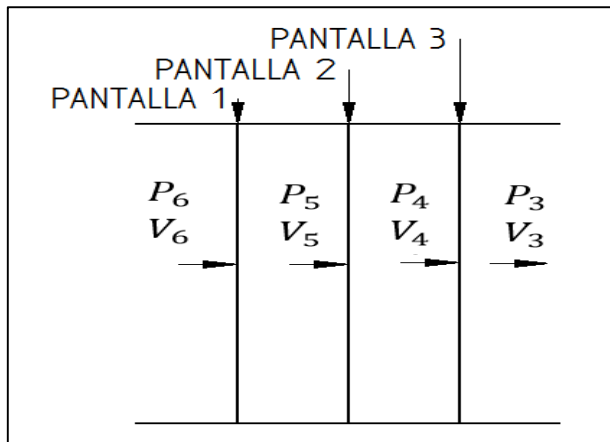 PANTALLA 3
PANTALLA 2
PANTALLA 1
P₆ P₅ P₄ P₃
V₆ V₅ V₄ V₃